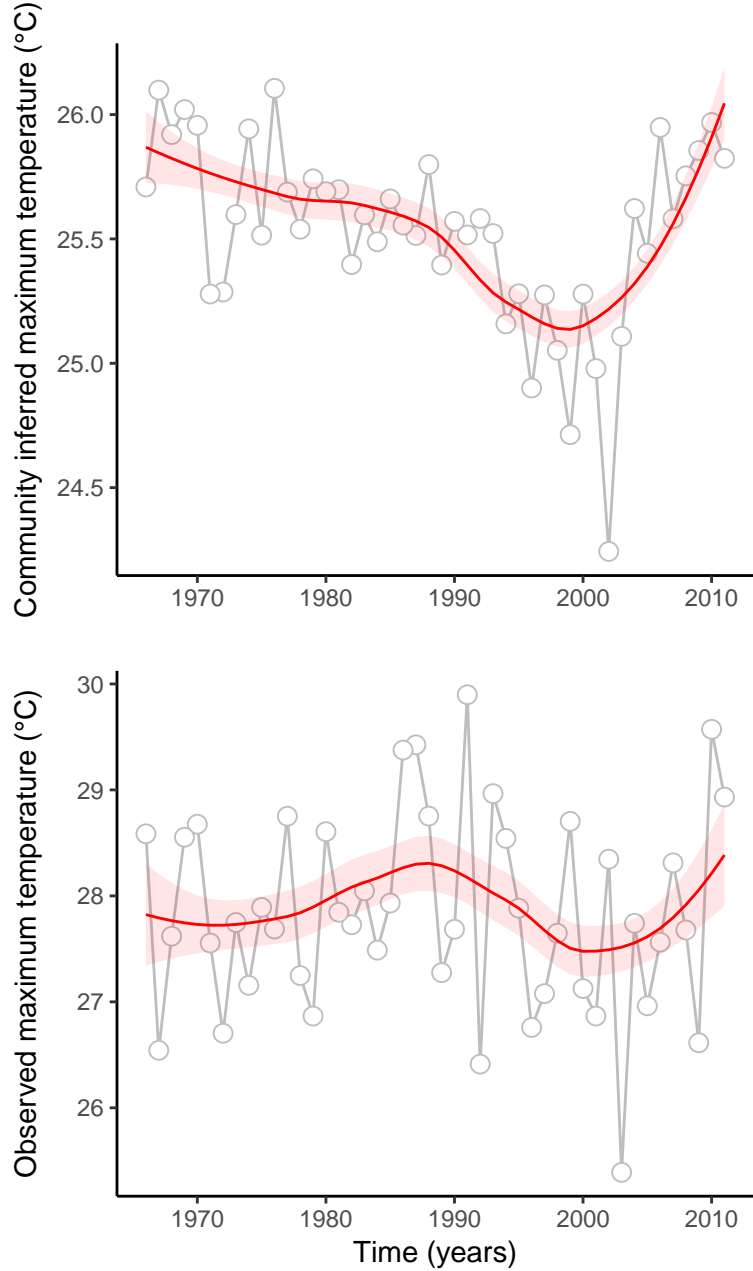 Community inferred maximum temperature (°C)
26.0
25.5
25.0
24.5
1970 1980 1990 2000 2010
Observed maximum temperature (°C)
30
29
28
27
26
1970 1980 1990 2000 2010
Time (years)